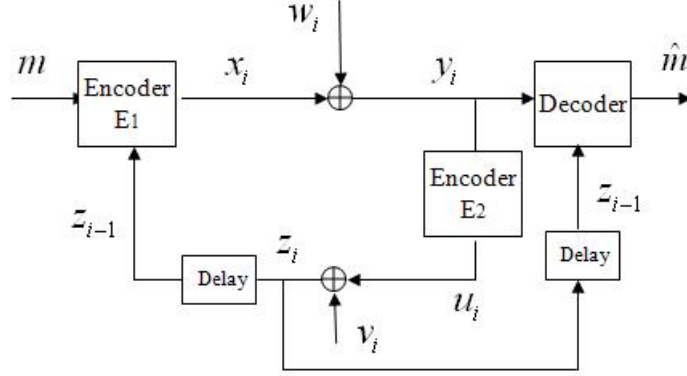 w_i
m
x_i
y_i
m̂
Encoder
E1
Decoder
Encoder
E2
z_{i-1}
z_i
z_{i-1}
Delay
Delay
u_i
v_i